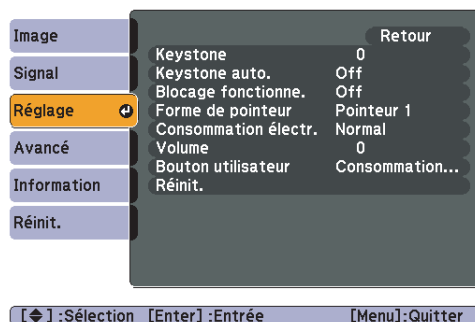 Image
Signal
Réglage
Avancé
Information
Réinit.
Retour
Keystone 0
Keystone auto. Off
Blocage fonctionne. Off
Forme de pointeur Pointeur 1
Consommation électr. Normal
Volume 0
Bouton utilisateur Consommation...
Réinit.
[◆] :Sélection [Enter] :Entrée [Menu]:Quitter